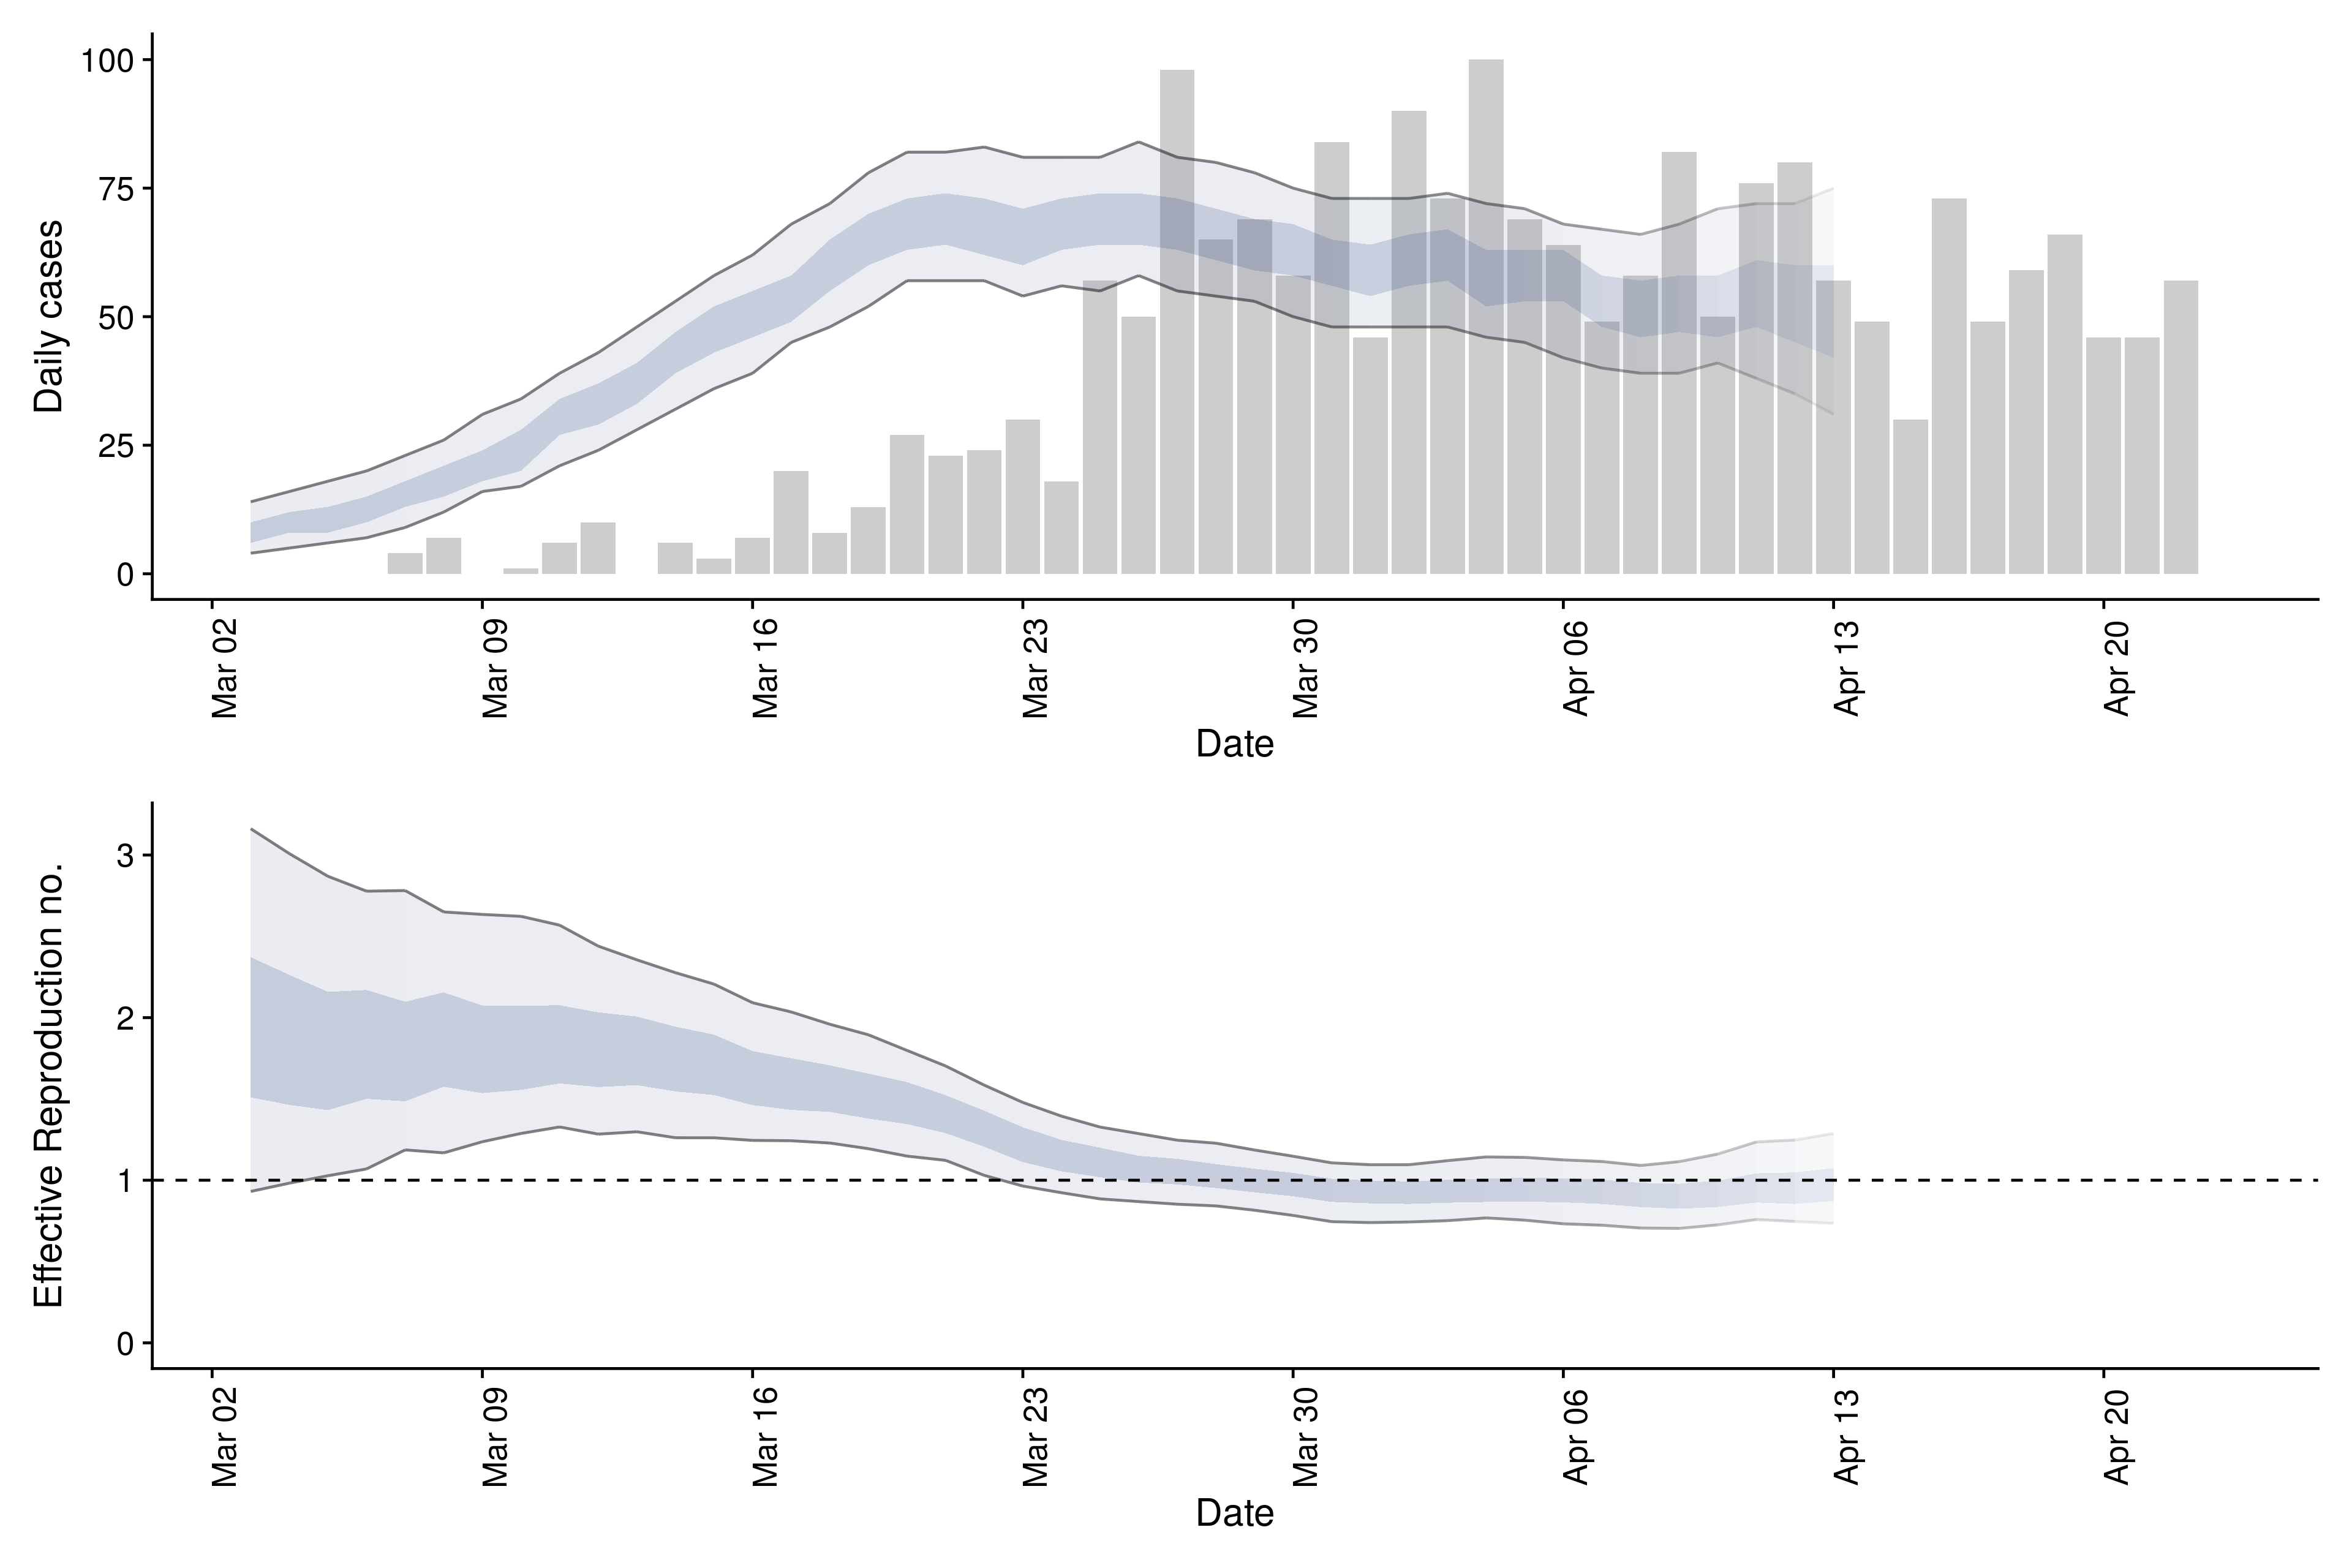 Daily cases
100
75
50
25
0
Mar 02
Mar 09
Mar 16
Mar 23
Mar 30
Apr 06
Apr 13
Apr 20
Date
Effective Reproduction no.
3
2
1
0
Mar 02
Mar 09
Mar 16
Mar 23
Mar 30
Apr 06
Apr 13
Apr 20
Date